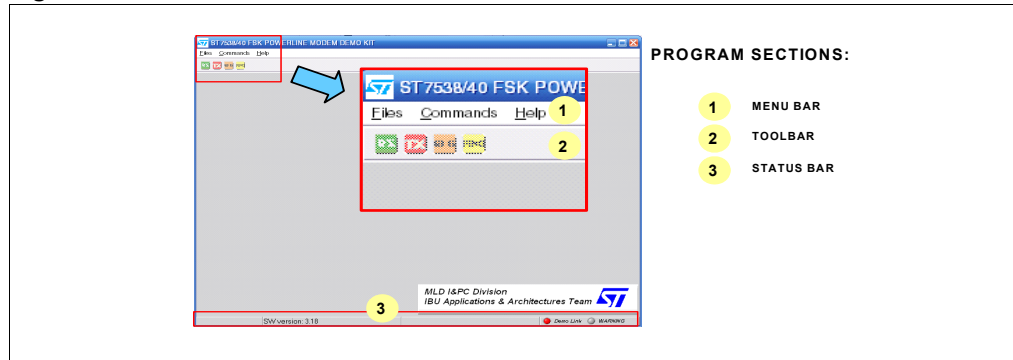 ST7538/40 FSK POWERLINE MODEM DEMO KIT
Files Commands Help
PROGRAM SECTIONS:
ST7538/40 FSK POWE
Files Commands Help 1
RX TX 2
1 MENU BAR
2 TOOLBAR
3 STATUS BAR
MLD I&PC Division
IBU Applications & Architectures Team
3
SW version: 3.18
Demo Link WARNING